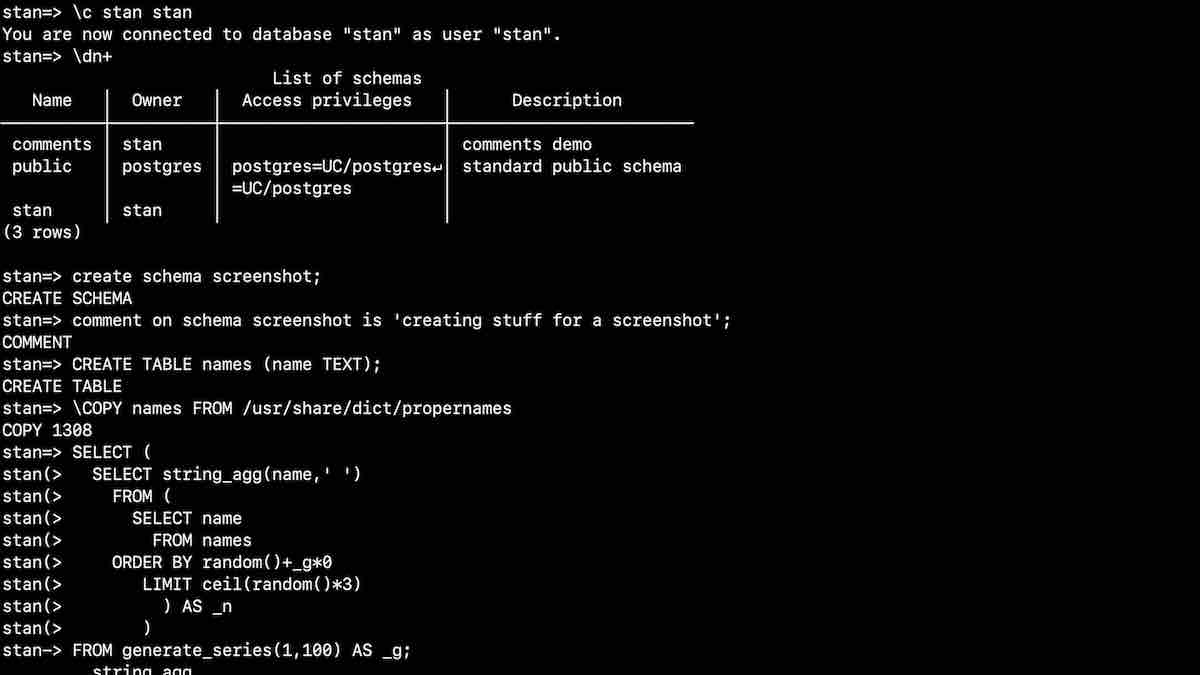 stan=> \c stan stan
You are now connected to database "stan" as user "stan".
stan=> \dn+
List of schemas
Name | Owner | Access privileges | Description
comments | stan | | comments demo
public | postgres | postgres=UC/postgres↵ | standard public schema
| | =UC/postgres |
stan | stan | |
(3 rows)
stan=> create schema screenshot;
CREATE SCHEMA
stan=> comment on schema screenshot is 'creating stuff for a screenshot';
COMMENT
stan=> CREATE TABLE names (name TEXT);
CREATE TABLE
stan=> \COPY names FROM /usr/share/dict/propernames
COPY 1308
stan=> SELECT (
stan(>   SELECT string_agg(name,' ')
stan(>     FROM (
stan(>       SELECT name
stan(>         FROM names
stan(>     ORDER BY random()+_g*0
stan(>        LIMIT ceil(random()*3)
stan(>          ) AS _n
stan(>        )
stan-> FROM generate_series(1,100) AS _g;
string_agg